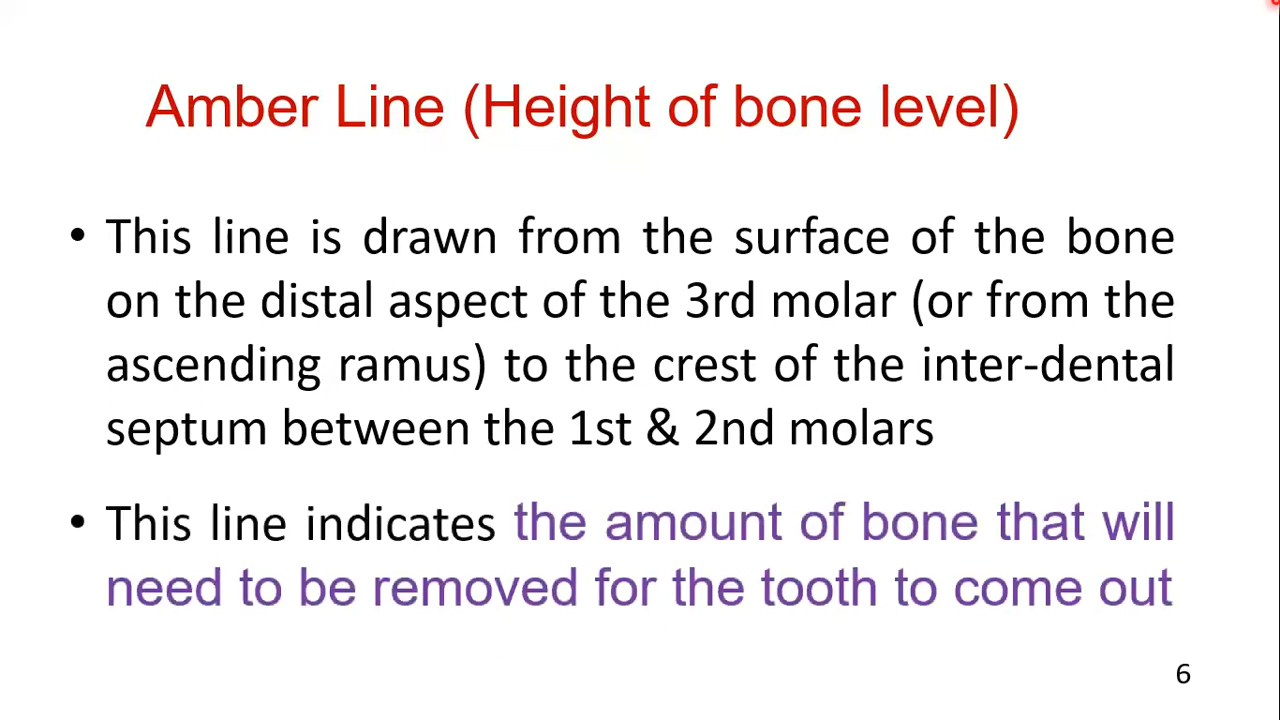 Amber Line (Height of bone level)
• This line is drawn from the surface of the bone
on the distal aspect of the 3rd molar (or from the
ascending ramus) to the crest of the inter-dental
septum between the 1st & 2nd molars
• This line indicates the amount of bone that will
need to be removed for the tooth to come out
6